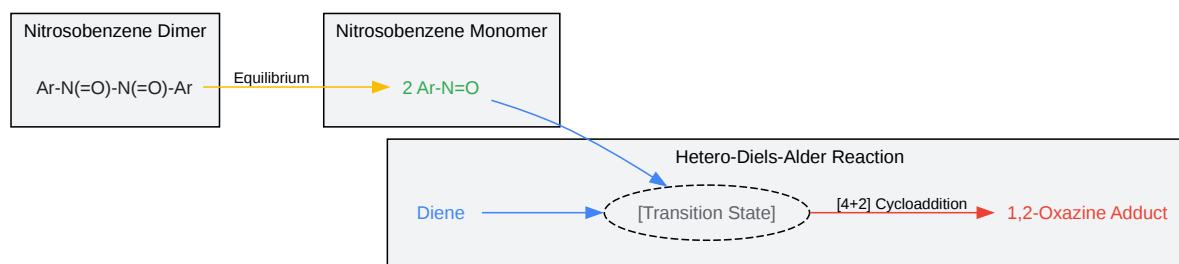 Nitrosobenzene Dimer
Nitrosobenzene Monomer
Ar-N(=O)-N(=O)-Ar
Equilibrium
2 Ar-N=O
Hetero-Diels-Alder Reaction
Diene
[Transition State]
[4+2] Cycloaddition
1,2-Oxazine Adduct